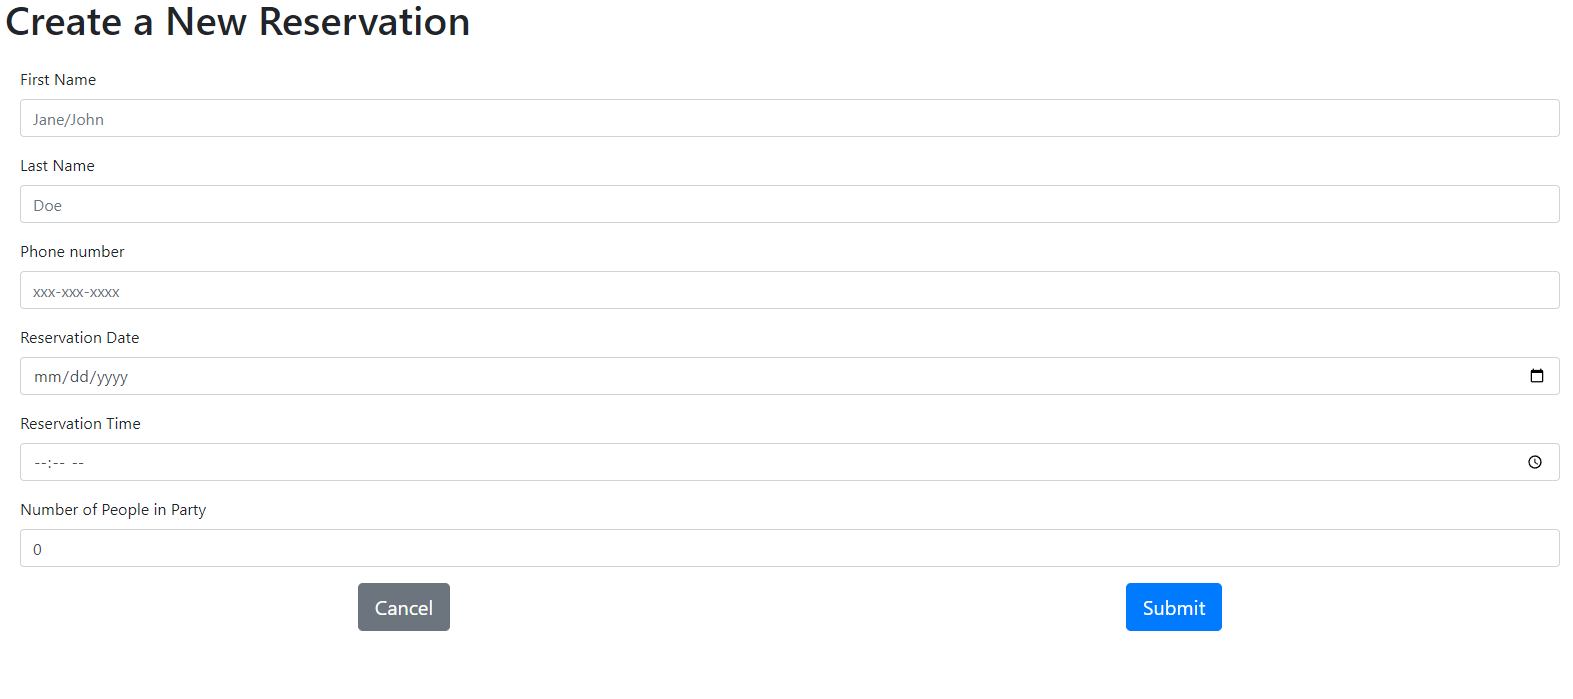 Create a New Reservation
First Name
Jane/John
Last Name
Doe
Phone number
xxx-xxx-xxxx
Reservation Date
mm/dd/yyyy
Reservation Time
--:-- --
Number of People in Party
0
Cancel Submit